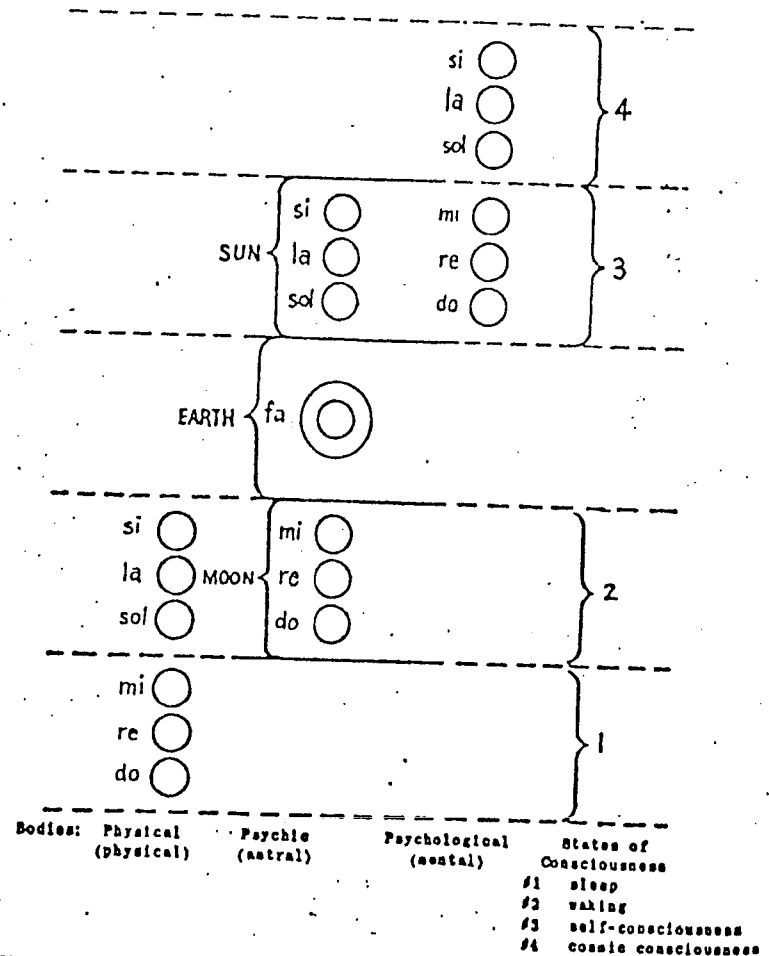 si
la
4
sol
si mi
SUN la re 3
sol do
EARTH fa
si mi
la MOON re 2
sol do
mi
re 1
do
Bodies: Physical Psychic Psychological States of
(physical) (astral) (mental) Consciousness
#1 sleep
#2 waking
#3 self-consciousness
#4 cosmic consciousness